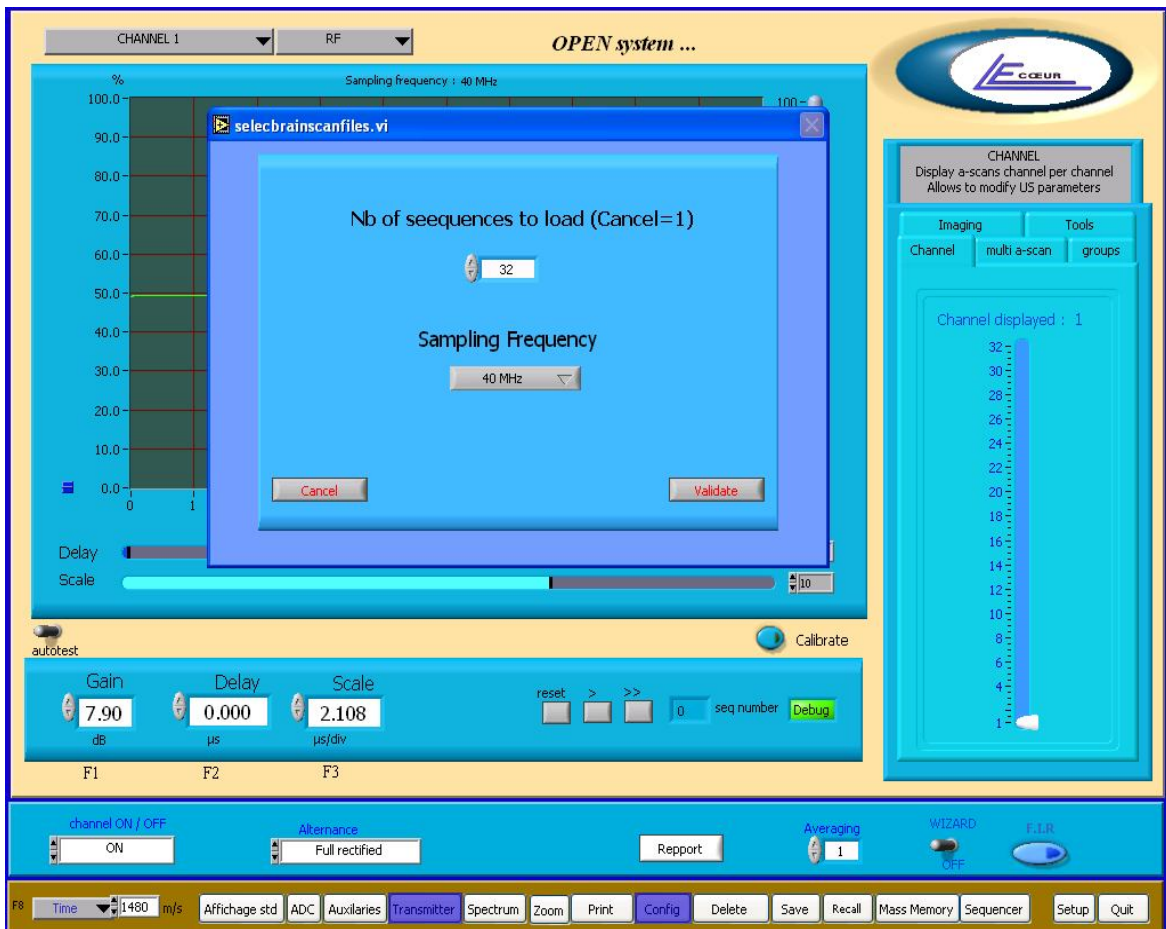 CHANNEL 1
RF
OPEN system ...
CŒUR
%
Sampling frequency : 40 MHz
100.0
90.0
80.0
70.0
60.0
50.0
40.0
30.0
20.0
10.0
0.0
0 1
100
selecbrainscanfiles.vi
Nb of seequences to load (Cancel=1)
32
Sampling Frequency
40 MHz
Cancel
Validate
Delay
Scale
10
CHANNEL
Display a-scans channel per channel
Allows to modify US parameters
Imaging Tools
Channel multi a-scan groups
Channel displayed : 1
32
30
28
26
24
22
20
18
16
14
12
10
8
6
4
1
autotest
Calibrate
Gain Delay Scale
7.90 0.000 2.108
dB µs µs/div
F1 F2 F3
reset > >>
0 seq number Debug
channel ON / OFF
ON
Alternance
Full rectified
Repport
Averaging
1
WIZARD
OFF
F.I.R
F8 Time 1480 m/s Affichage std ADC Auxilaries Transmitter Spectrum Zoom Print Config Delete Save Recall Mass Memory Sequencer Setup Quit